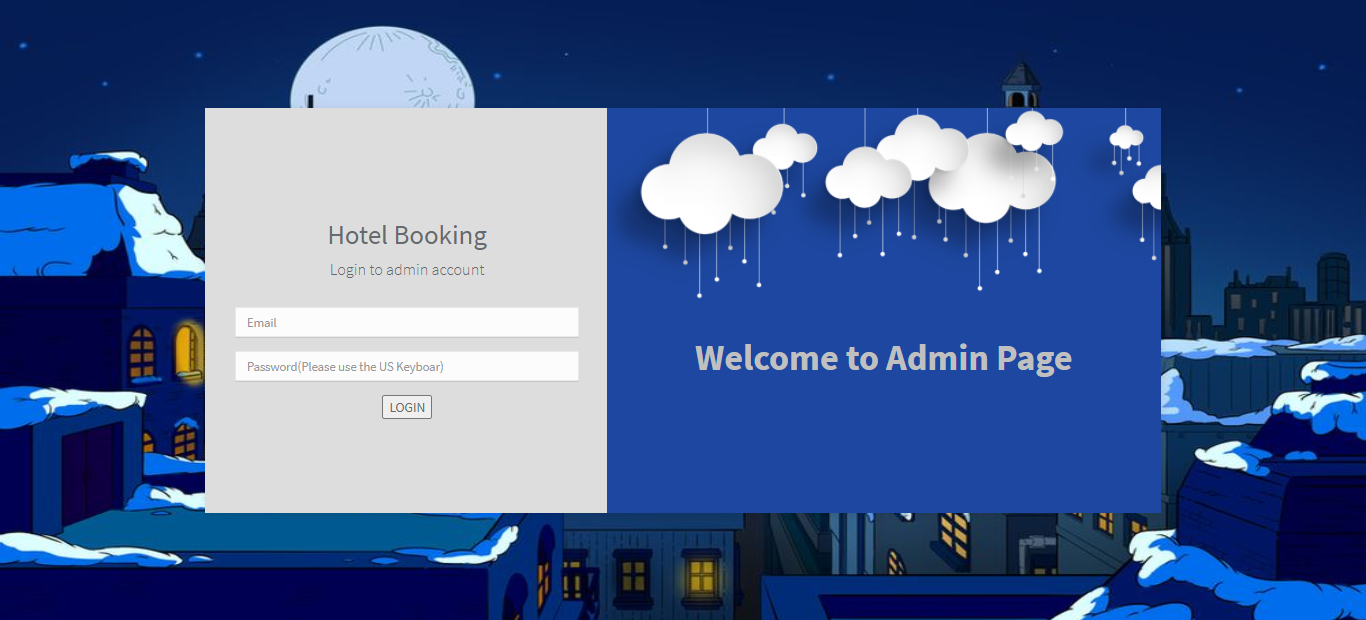 Hotel Booking
Login to admin account
Email
Password(Please use the US Keyboar)
LOGIN
Welcome to Admin Page